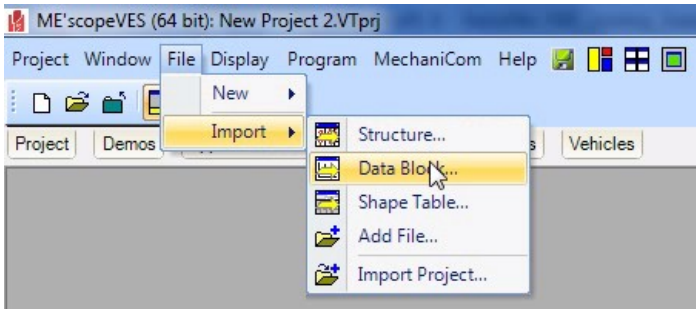 ME'scopeVES (64 bit): New Project 2.VTprj
Project Window File Display Program MechaniCom Help
New
Import
Structure...
Project Demos Vehicles
Data Block...
Shape Table...
Add File...
Import Project...